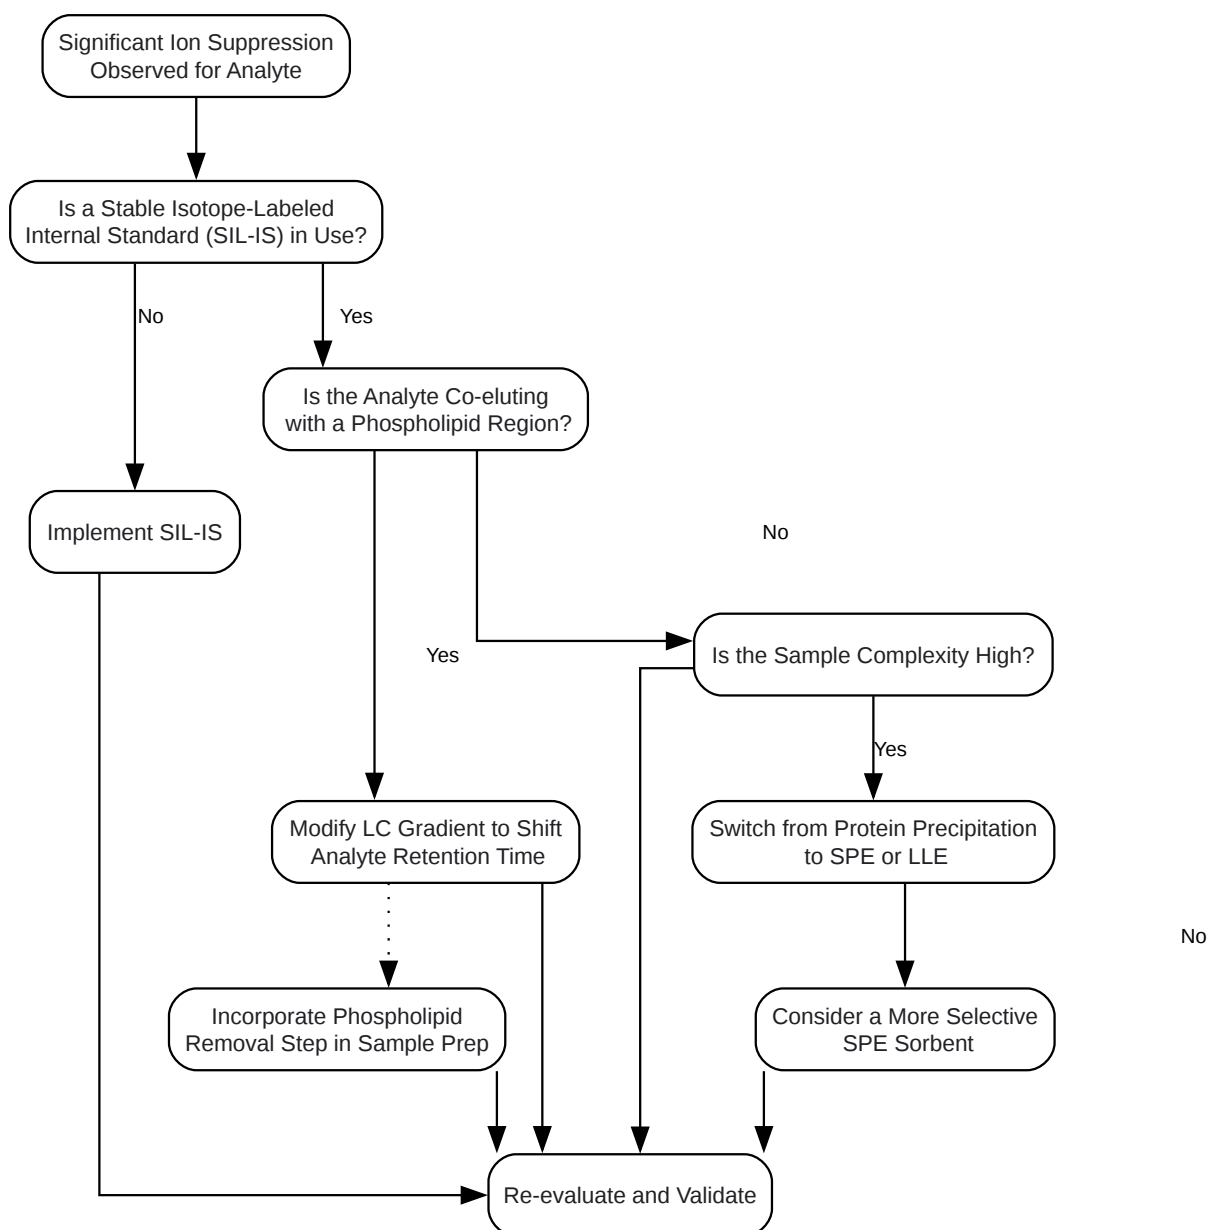 Significant Ion Suppression
Observed for Analyte
Is a Stable Isotope-Labeled
Internal Standard (SIL-IS) in Use?
No
Yes
Is the Analyte Co-eluting
with a Phospholipid Region?
Implement SIL-IS
No
Yes
Is the Sample Complexity High?
Yes
Modify LC Gradient to Shift
Analyte Retention Time
Switch from Protein Precipitation
to SPE or LLE
No
Incorporate Phospholipid
Removal Step in Sample Prep
Consider a More Selective
SPE Sorbent
Re-evaluate and Validate